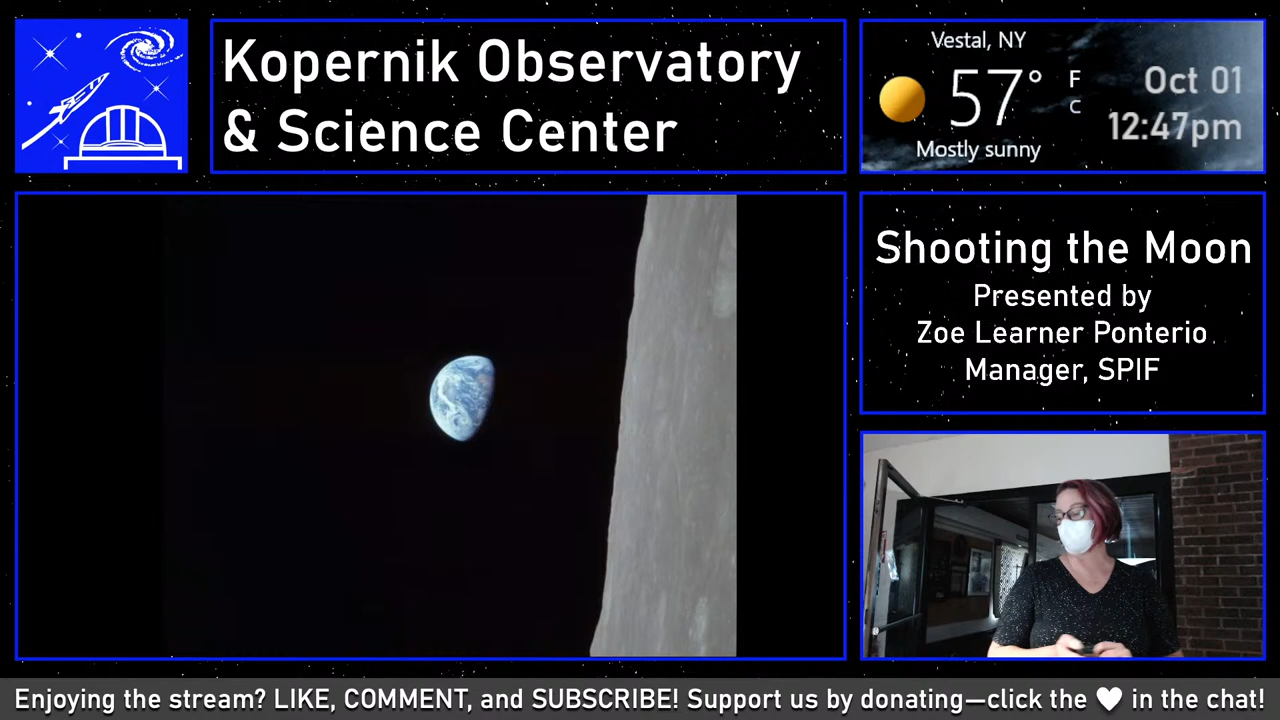 Kopernik Observatory
& Science Center
Vestal, NY
57° F
C
Mostly sunny
Oct 01
12:47pm
Shooting the Moon
Presented by
Zoe Learner Ponterio
Manager, SPIF
Enjoying the stream? LIKE, COMMENT, and SUBSCRIBE! Support us by donating—click the ♥ in the chat!